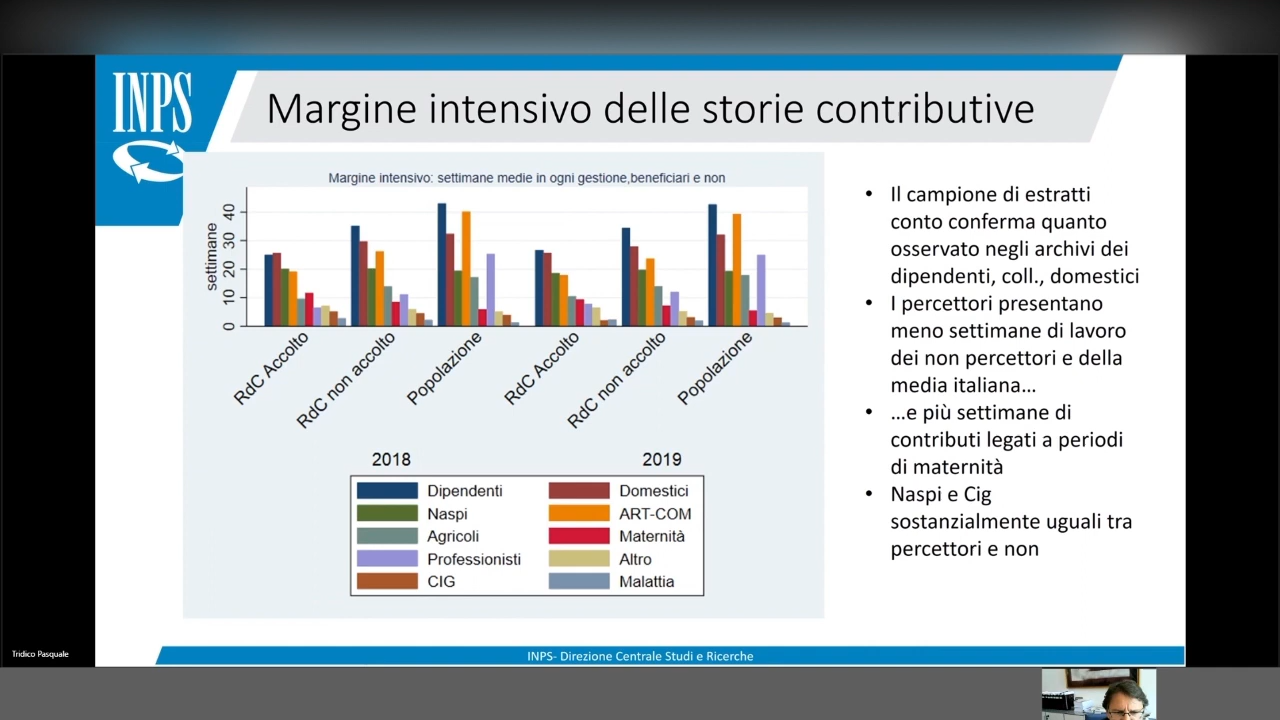 INPS
Margine intensivo delle storie contributive
Margine intensivo: settimane medie in ogni gestione,beneficiari e non
settimane
40
30
20
10
0
RdC Accolto
RdC non accolto
Popolazione
RdC Accolto
RdC non accolto
Popolazione
2018
2019
Dipendenti
Domestici
Naspi
ART-COM
Agricoli
Maternità
Professionisti
Altro
CIG
Malattia
• Il campione di estratti
conto conferma quanto
osservato negli archivi dei
dipendenti, coll., domestici
• I percettori presentano
meno settimane di lavoro
dei non percettori e della
media italiana…
• …e più settimane di
contributi legati a periodi
di maternità
• Naspi e Cig
sostanzialmente uguali tra
percettori e non
INPS- Direzione Centrale Studi e Ricerche
Tridico Pasquale